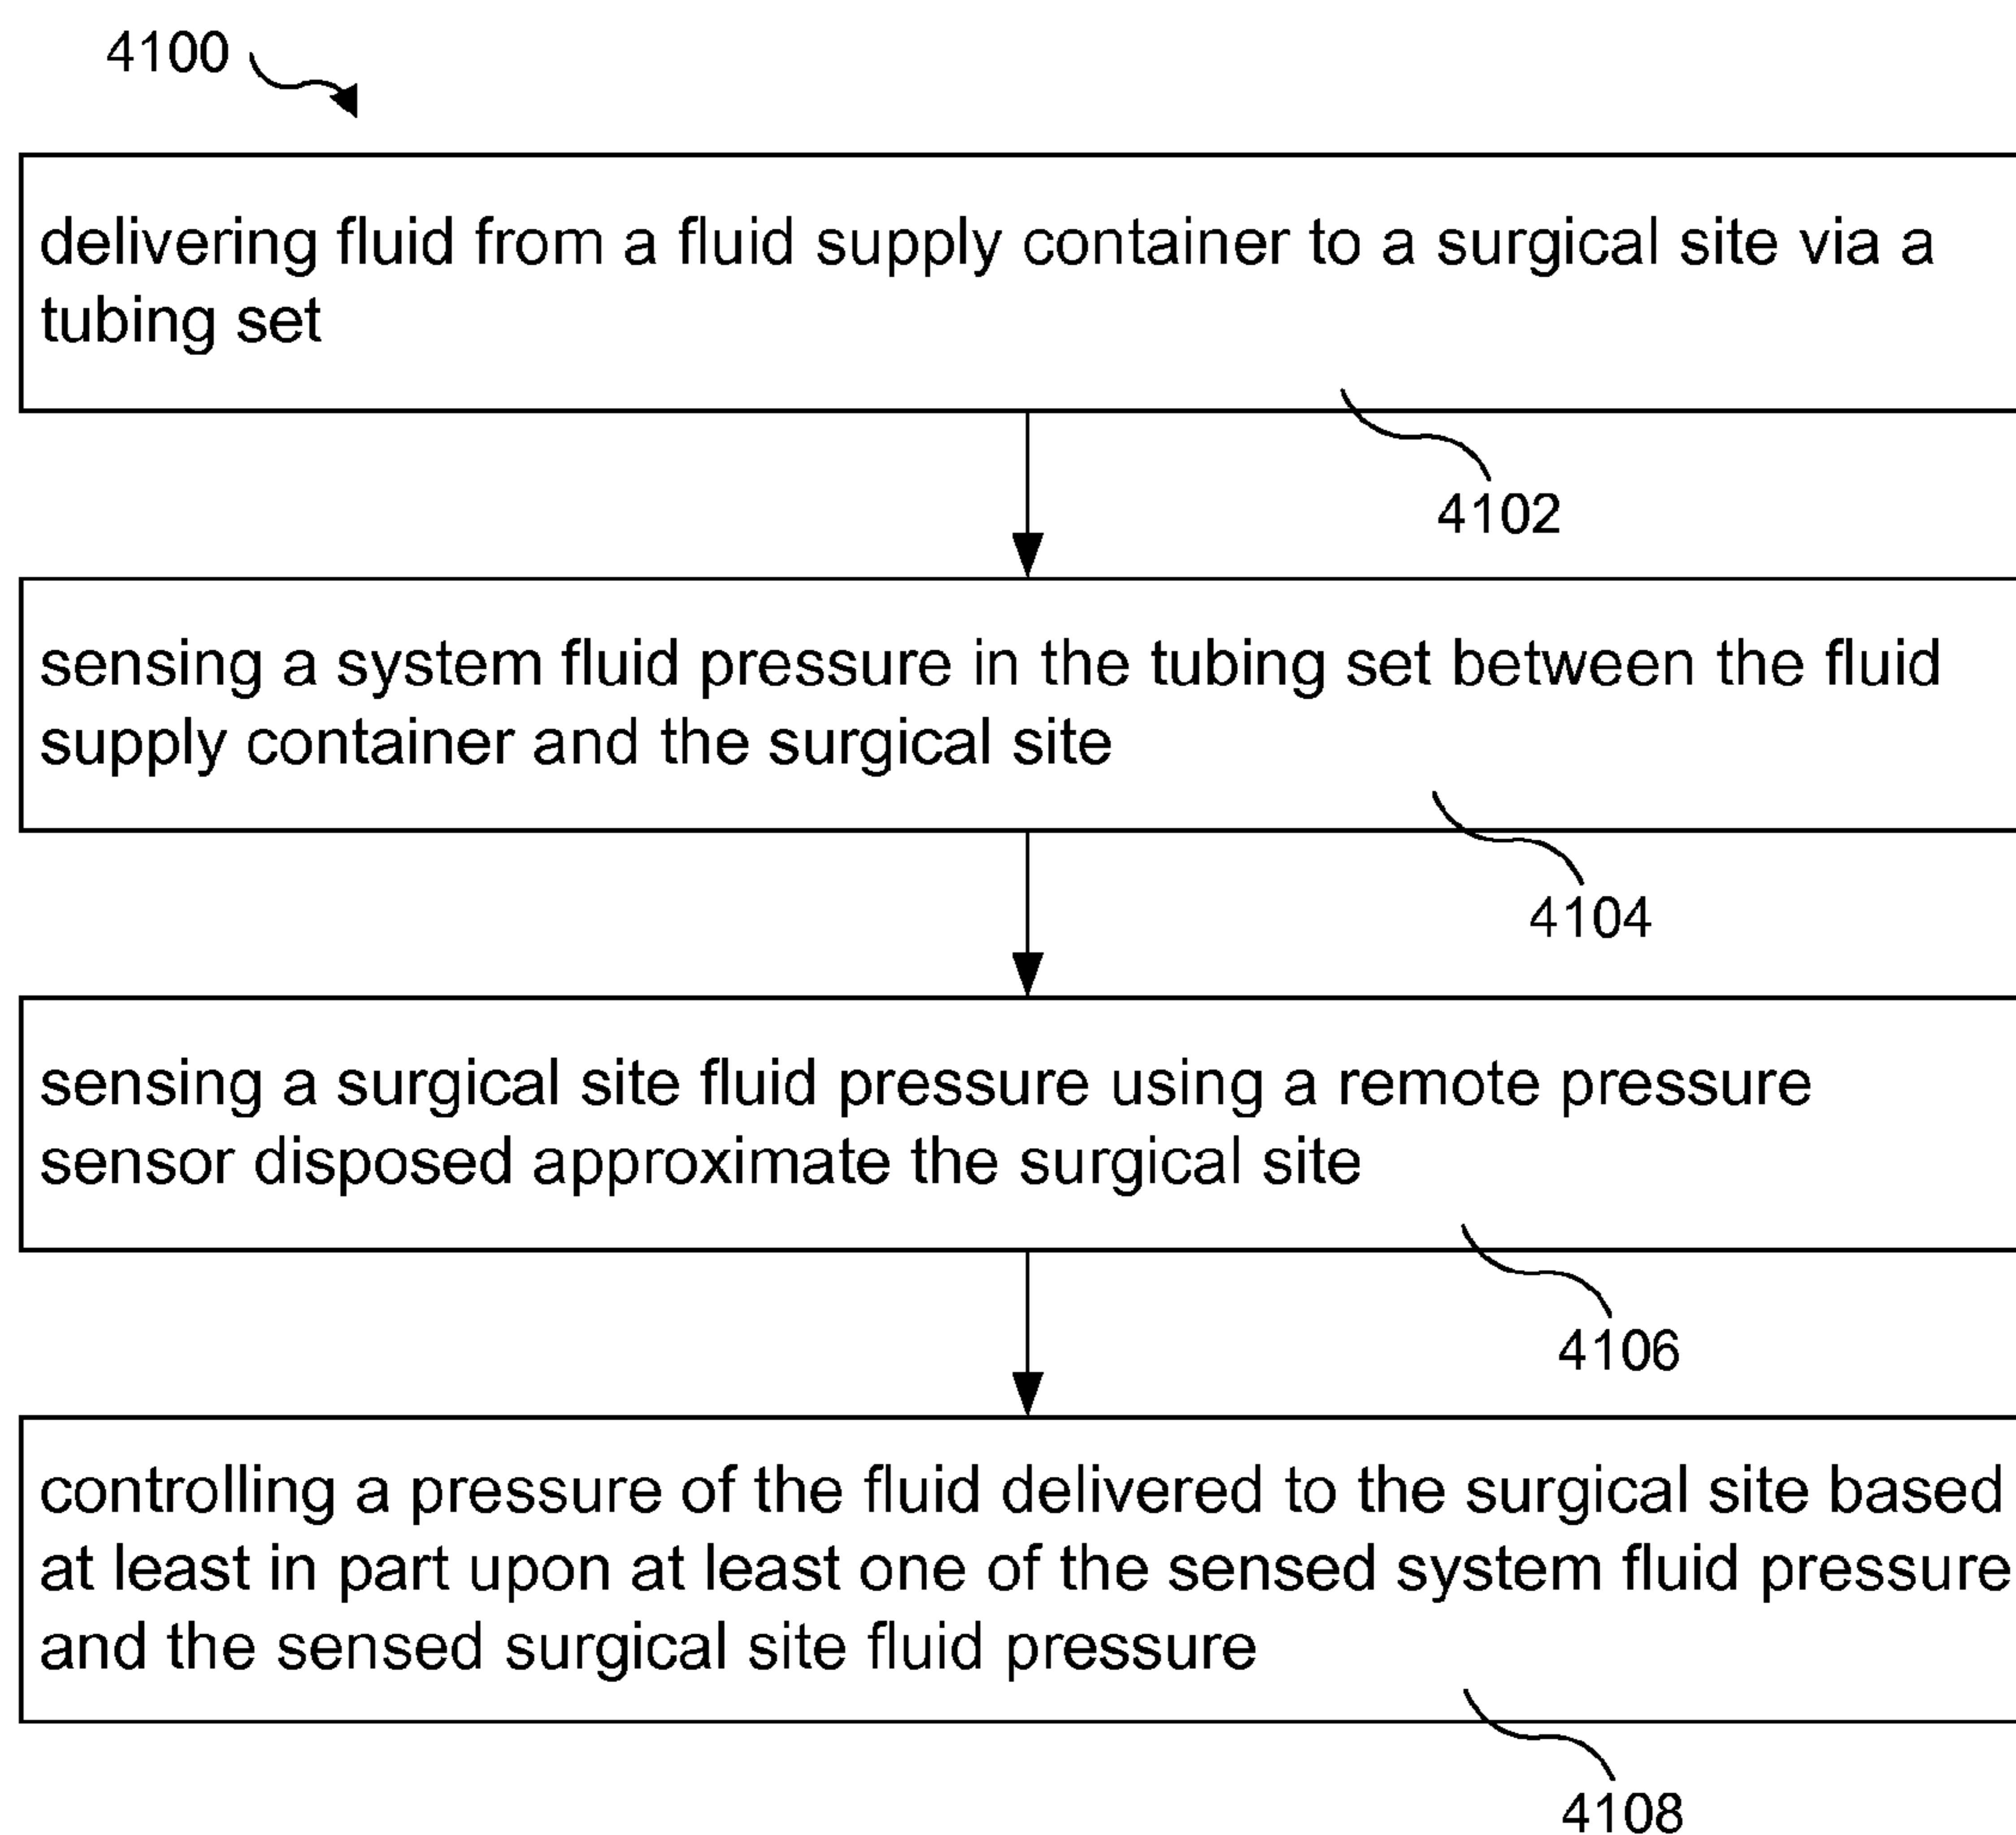 4100
delivering fluid from a fluid supply container to a surgical site via a
tubing set
4102
sensing a system fluid pressure in the tubing set between the fluid
supply container and the surgical site
4104
sensing a surgical site fluid pressure using a remote pressure
sensor disposed approximate the surgical site
4106
controlling a pressure of the fluid delivered to the surgical site based
at least in part upon at least one of the sensed system fluid pressure
and the sensed surgical site fluid pressure
4108